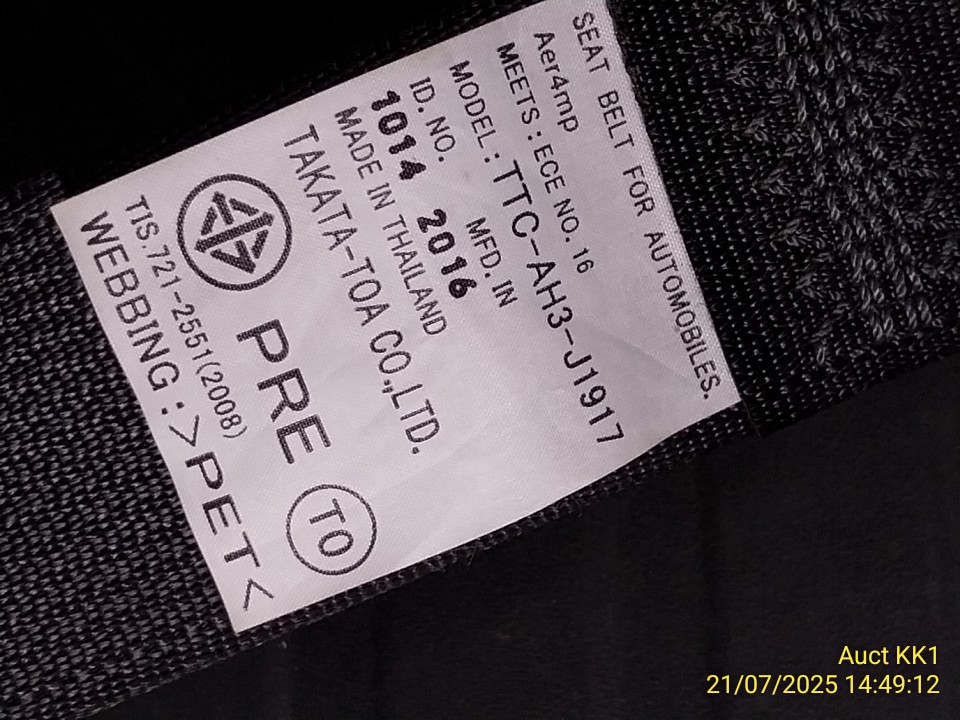 SEAT BELT FOR AUTOMOBILES.
Aer4mp
MEETS : ECE NO. 16
MODEL : TTC-AH3-J1917
ID. NO. MFD. IN
1014 2016
MADE IN THAILAND
TAKATA-TOA CO.,LTD.
PRE TO
TIS.721-2551(2008)
WEBBING : >PET<
Auct KK1
21/07/2025 14:49:12